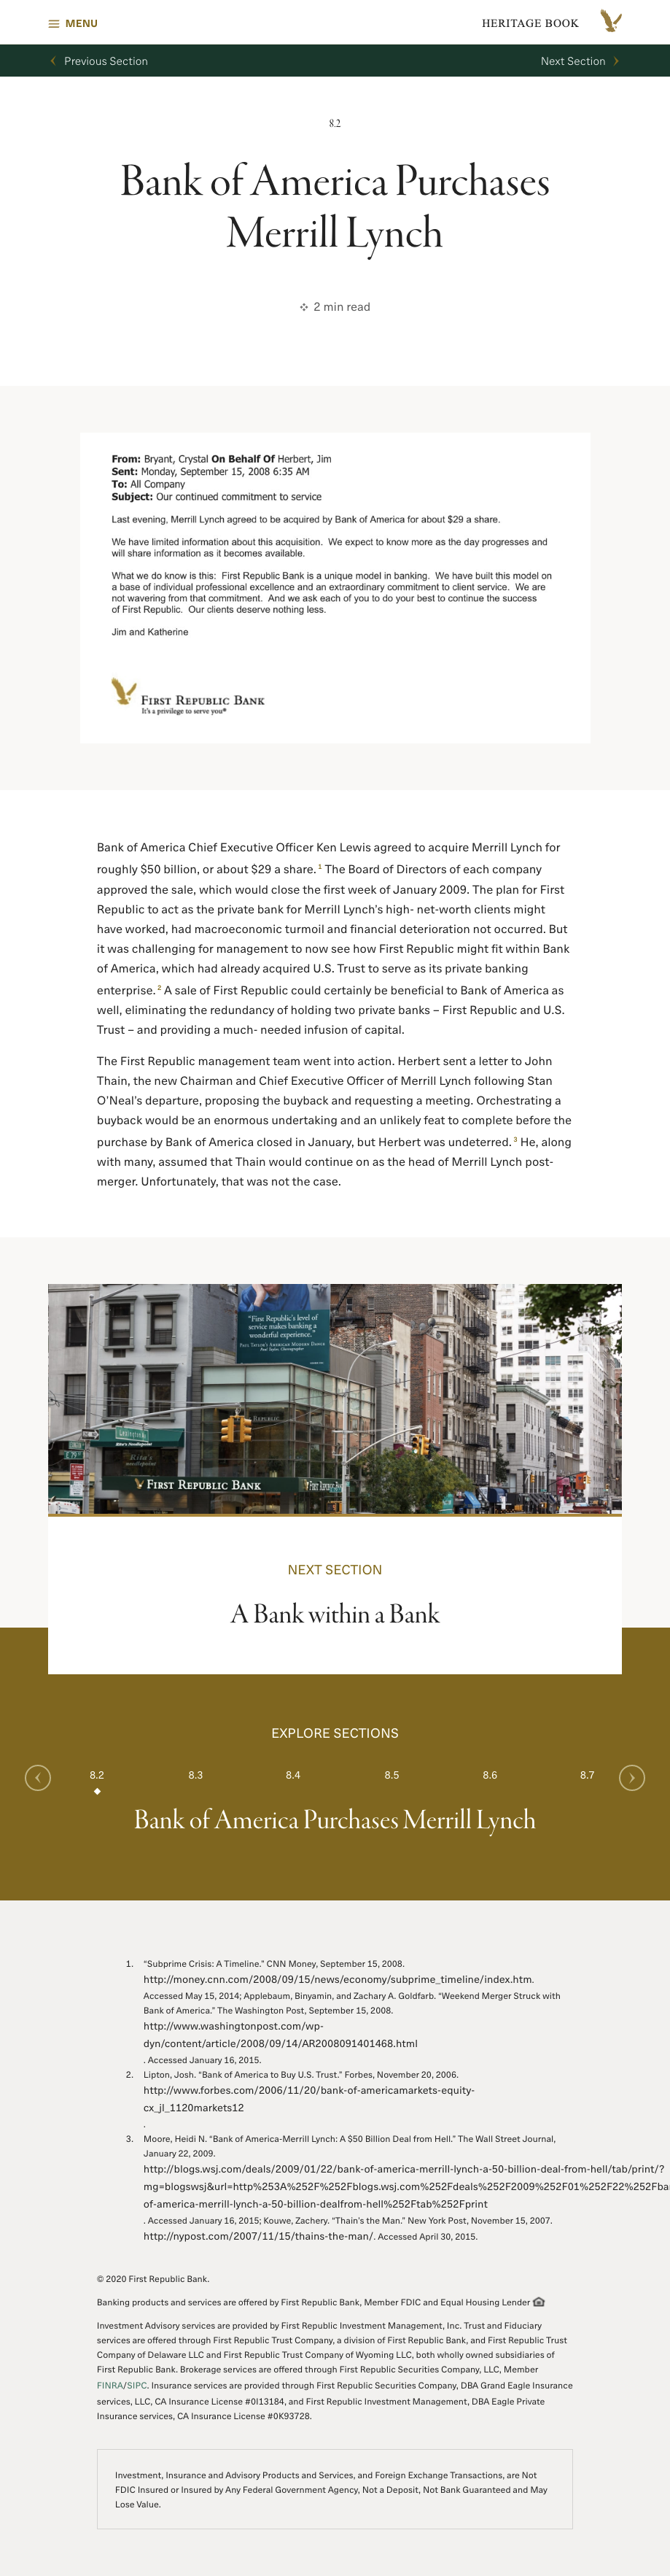 MENU
HERITAGE BOOK
Previous Section
Next Section
8.2
Bank of America Purchases
Merrill Lynch
2 min read
From: Bryant, Crystal On Behalf Of Herbert, Jim
Sent: Monday, September 15, 2008 6:35 AM
To: All Company
Subject: Our continued commitment to service
Last evening, Merrill Lynch agreed to be acquired by Bank of America for about $29 a share.
We have limited information about this acquisition. We expect to know more as the day progresses and
will share information as it becomes available.
What we do know is this: First Republic Bank is a unique model in banking. We have built this model on
a base of individual professional excellence and an extraordinary commitment to client service. We are
not wavering from that commitment. And we ask each of you to do your best to continue the success
of First Republic. Our clients deserve nothing less.
Jim and Katherine
First Republic Bank
It's a privilege to serve you®
Bank of America Chief Executive Officer Ken Lewis agreed to acquire Merrill Lynch for
roughly $50 billion, or about $29 a share. 1 The Board of Directors of each company
approved the sale, which would close the first week of January 2009. The plan for First
Republic to act as the private bank for Merrill Lynch's high- net-worth clients might
have worked, had macroeconomic turmoil and financial deterioration not occurred. But
it was challenging for management to now see how First Republic might fit within Bank
of America, which had already acquired U.S. Trust to serve as its private banking
enterprise. 2 A sale of First Republic could certainly be beneficial to Bank of America as
well, eliminating the redundancy of holding two private banks – First Republic and U.S.
Trust – and providing a much- needed infusion of capital.
The First Republic management team went into action. Herbert sent a letter to John
Thain, the new Chairman and Chief Executive Officer of Merrill Lynch following Stan
O'Neal's departure, proposing the buyback and requesting a meeting. Orchestrating a
buyback would be an enormous undertaking and an unlikely feat to complete before the
purchase by Bank of America closed in January, but Herbert was undeterred. 3 He, along
with many, assumed that Thain would continue on as the head of Merrill Lynch post-
merger. Unfortunately, that was not the case.
"First Republic's level of
service makes banking a
wonderful experience."
Paul Taylor's American Modern Dance
Republic
Rita's
First Republic Bank
First Republic Bank
NEXT SECTION
A Bank within a Bank
EXPLORE SECTIONS
8.2 8.3 8.4 8.5 8.6 8.7
Bank of America Purchases Merrill Lynch
1. "Subprime Crisis: A Timeline." CNN Money, September 15, 2008.
http://money.cnn.com/2008/09/15/news/economy/subprime_timeline/index.htm.
Accessed May 15, 2014; Applebaum, Binyamin, and Zachary A. Goldfarb. "Weekend Merger Struck with
Bank of America." The Washington Post, September 15, 2008.
http://www.washingtonpost.com/wp-
dyn/content/article/2008/09/14/AR2008091401468.html
. Accessed January 16, 2015.
2. Lipton, Josh. "Bank of America to Buy U.S. Trust." Forbes, November 20, 2006.
http://www.forbes.com/2006/11/20/bank-of-americamarkets-equity-
cx_jl_1120markets12
.
3. Moore, Heidi N. "Bank of America-Merrill Lynch: A $50 Billion Deal from Hell." The Wall Street Journal,
January 22, 2009.
http://blogs.wsj.com/deals/2009/01/22/bank-of-america-merrill-lynch-a-50-billion-deal-from-hell/tab/print/?
mg=blogswsj&url=http%253A%252F%252Fblogs.wsj.com%252Fdeals%252F2009%252F01%252F22%252Fba
of-america-merrill-lynch-a-50-billion-dealfrom-hell%252Ftab%252Fprint
. Accessed January 16, 2015; Kouwe, Zachery. "Thain's the Man." New York Post, November 15, 2007.
http://nypost.com/2007/11/15/thains-the-man/. Accessed April 30, 2015.
© 2020 First Republic Bank.
Banking products and services are offered by First Republic Bank, Member FDIC and Equal Housing Lender
Investment Advisory services are provided by First Republic Investment Management, Inc. Trust and Fiduciary
services are offered through First Republic Trust Company, a division of First Republic Bank, and First Republic Trust
Company of Delaware LLC and First Republic Trust Company of Wyoming LLC, both wholly owned subsidiaries of
First Republic Bank. Brokerage services are offered through First Republic Securities Company, LLC, Member
FINRA/SIPC. Insurance services are provided through First Republic Securities Company, DBA Grand Eagle Insurance
services, LLC, CA Insurance License #0I13184, and First Republic Investment Management, DBA Eagle Private
Insurance services, CA Insurance License #0K93728.
Investment, Insurance and Advisory Products and Services, and Foreign Exchange Transactions, are Not
FDIC Insured or Insured by Any Federal Government Agency, Not a Deposit, Not Bank Guaranteed and May
Lose Value.